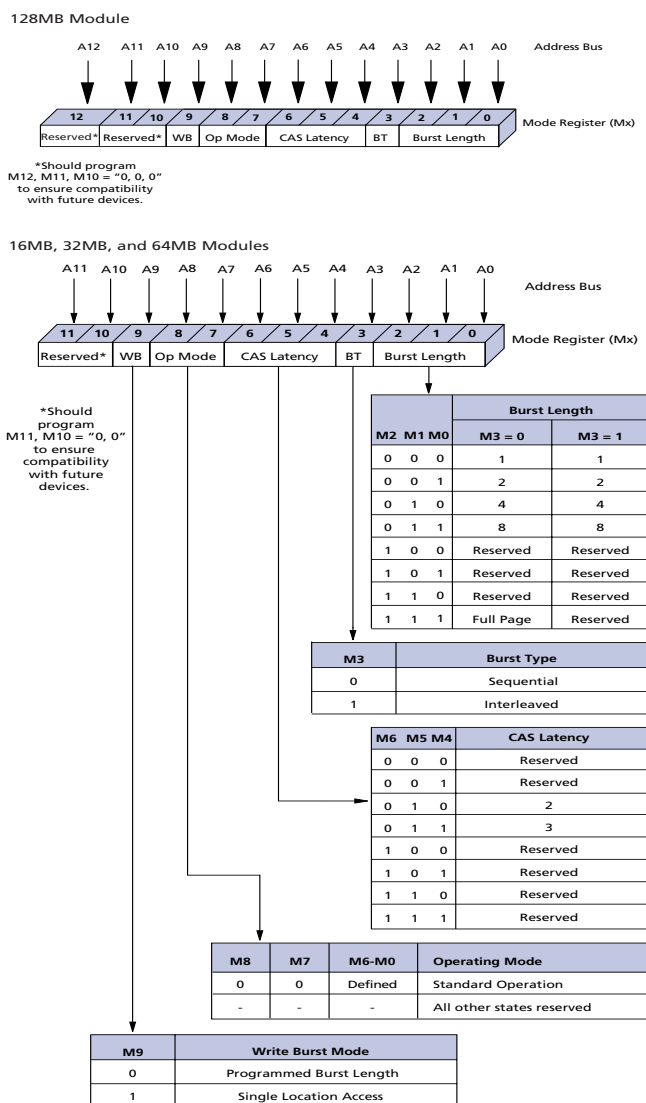 128MB Module
A12 A11 A10 A9 A8 A7 A6 A5 A4 A3 A2 A1 A0 Address Bus
12 11 10 9 8 7 6 5 4 3 2 1 0
Mode Register (Mx)
Reserved* Reserved* WB Op Mode CAS Latency BT Burst Length
*Should program
M12, M11, M10 = "0, 0, 0"
to ensure compatibility
with future devices.
16MB, 32MB, and 64MB Modules
A11 A10 A9 A8 A7 A6 A5 A4 A3 A2 A1 A0
Address Bus
11 10 9 8 7 6 5 4 3 2 1 0
Mode Register (Mx)
Reserved* WB Op Mode CAS Latency BT Burst Length
*Should
program
M11, M10 = "0, 0"
to ensure
compatibility
with future
devices.
Burst Length
M2 M1 M0 M3 = 0 M3 = 1
0 0 0 1 1
0 0 1 2 2
0 1 0 4 4
0 1 1 8 8
1 0 0 Reserved Reserved
1 0 1 Reserved Reserved
1 1 0 Reserved Reserved
1 1 1 Full Page Reserved
M3 Burst Type
0 Sequential
1 Interleaved
M6 M5 M4 CAS Latency
0 0 0 Reserved
0 0 1 Reserved
0 1 0 2
0 1 1 3
1 0 0 Reserved
1 0 1 Reserved
1 1 0 Reserved
1 1 1 Reserved
M8 M7 M6-M0 Operating Mode
0 0 Defined Standard Operation
- - - All other states reserved
M9 Write Burst Mode
0 Programmed Burst Length
1 Single Location Access